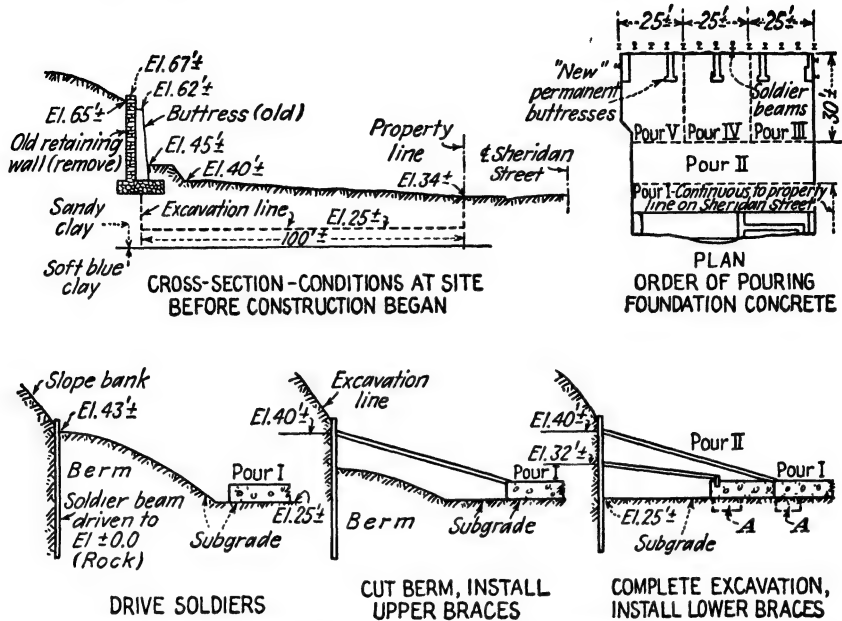 El.67'±
El.62'±
El.65'±
Buttress (old)
Old retaining
wall (remove)
El.45'±
El.40'±
Property
line
El.34'±
℄ Sheridan
Street
Sandy
clay
Excavation line
El.25'±
100'±
Soft blue
clay
CROSS-SECTION - CONDITIONS AT SITE
BEFORE CONSTRUCTION BEGAN
25'± 25'± 25'±
"New"
permanent
buttresses
Soldier
beams
30'±
Pour V Pour IV Pour III
Pour II
Pour I - Continuous to property
line on Sheridan Street
PLAN
ORDER OF POURING
FOUNDATION CONCRETE
Slope bank
El.43'±
Berm
Pour I
Soldier beam
driven to
El ±0.0
(Rock)
El.25'±
Subgrade
DRIVE SOLDIERS
Excavation
line
El.40'±
Pour I
Berm
Subgrade
CUT BERM, INSTALL
UPPER BRACES
El.40'±
El.32'±
Pour II
Pour I
El.25'±
A A
Subgrade
COMPLETE EXCAVATION,
INSTALL LOWER BRACES